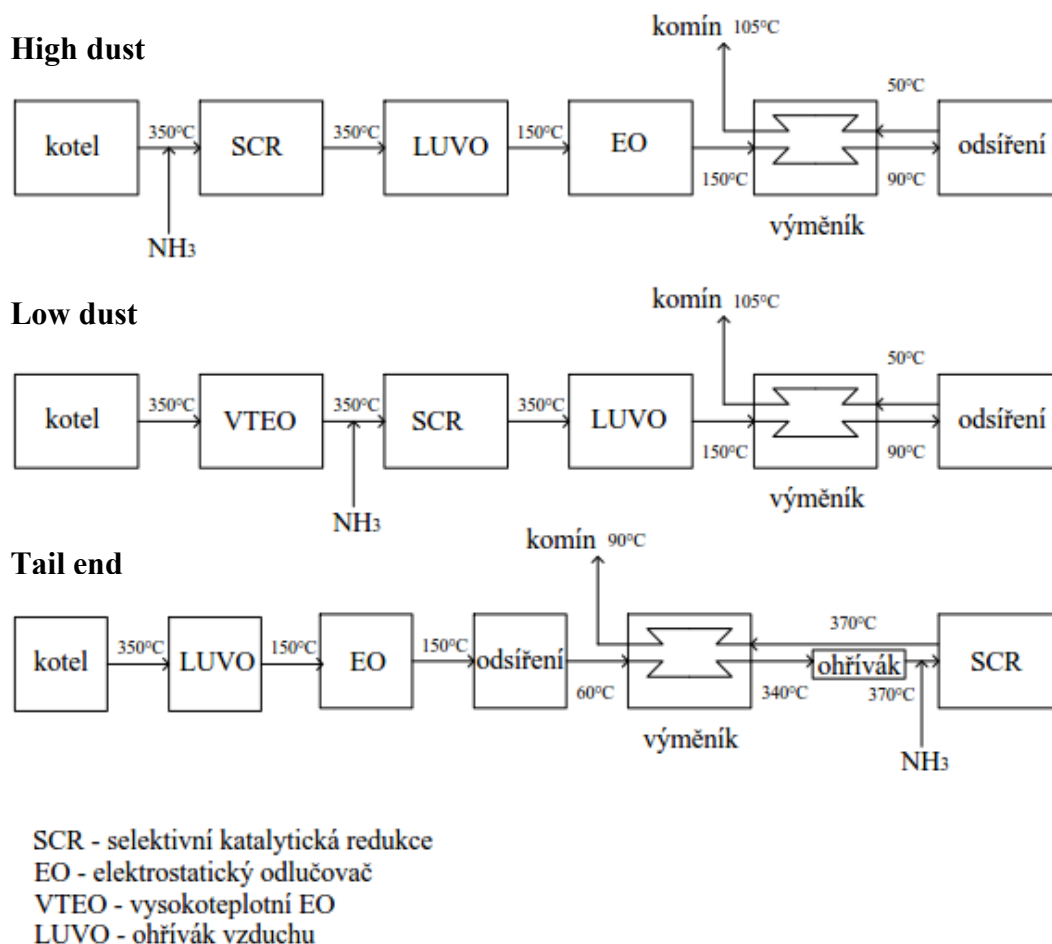 High dust
komín 105°C
kotel
350°C
NH3
SCR
350°C
LUVO
150°C
EO
150°C
výměník
50°C
90°C
odsíření
Low dust
komín 105°C
kotel
350°C
VTEO
350°C
NH3
SCR
350°C
LUVO
150°C
výměník
50°C
90°C
odsíření
Tail end
komín 90°C
kotel
350°C
LUVO
150°C
EO
150°C
odsíření
60°C
výměník
370°C
340°C
ohřívák
370°C
NH3
SCR
SCR - selektivní katalytická redukce
EO - elektrostatický odlučovač
VTEO - vysokoteplotní EO
LUVO - ohřívák vzduchu